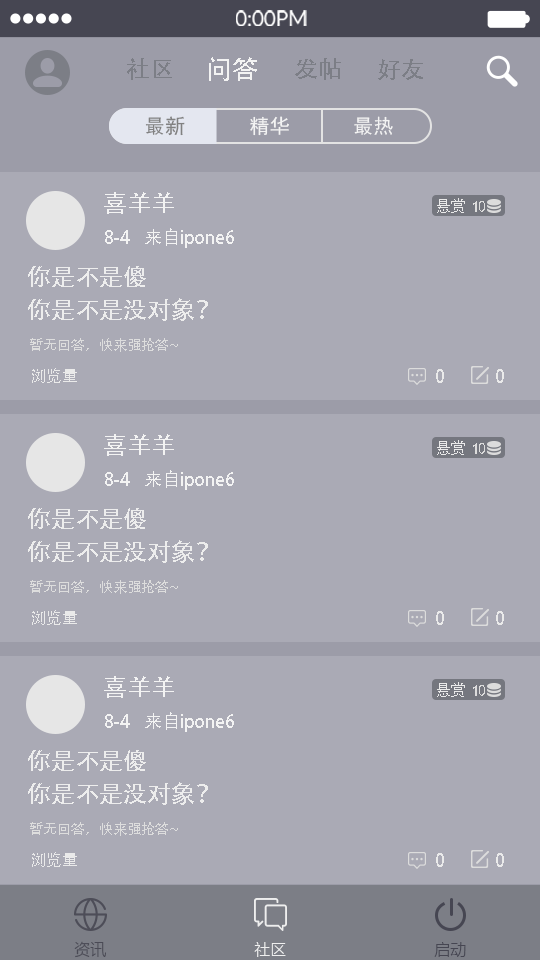 0:00PM
社区 问答 发帖 好友
最新 精华 最热
喜羊羊 悬赏 10
8-4 来自ipone6
你是不是傻
你是不是没对象？
暂无回答，快来强抢答~
浏览量 0 0
喜羊羊 悬赏 10
8-4 来自ipone6
你是不是傻
你是不是没对象？
暂无回答，快来强抢答~
浏览量 0 0
喜羊羊 悬赏 10
8-4 来自ipone6
你是不是傻
你是不是没对象？
暂无回答，快来强抢答~
浏览量 0 0
资讯 社区 启动